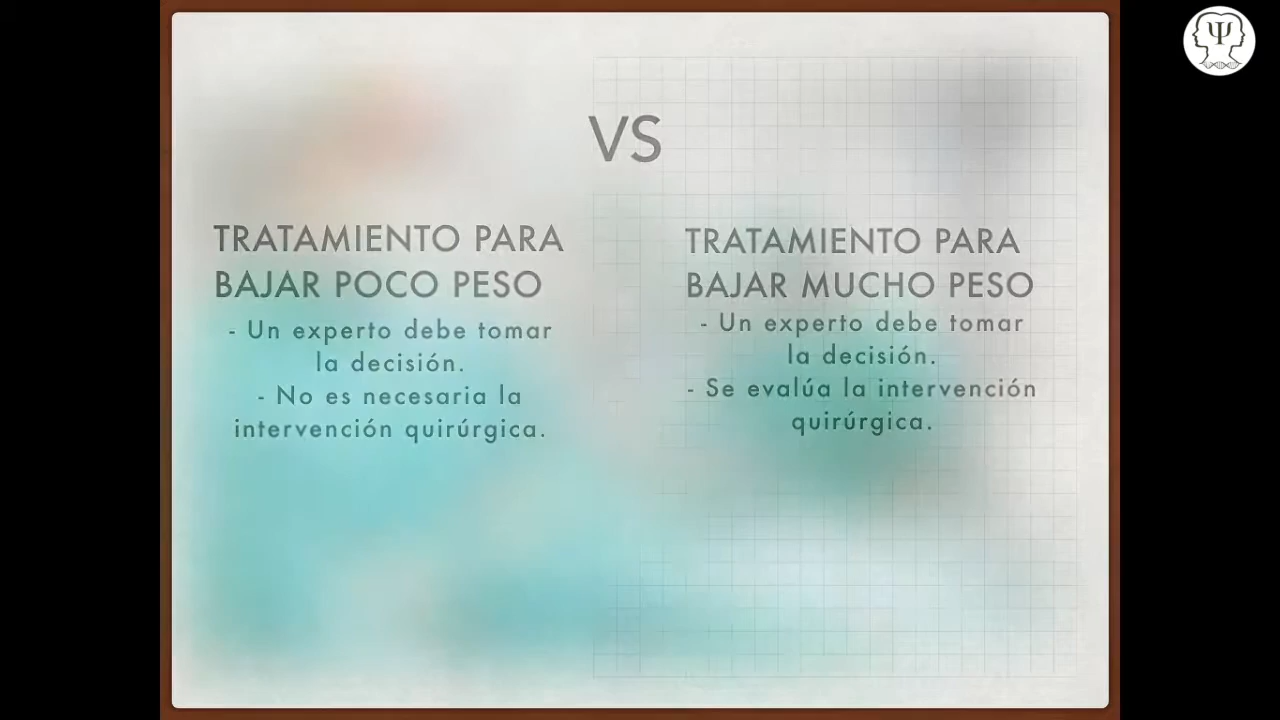 VS
TRATAMIENTO PARA
BAJAR POCO PESO
- Un experto debe tomar
la decisión.
- No es necesaria la
intervención quirúrgica.
TRATAMIENTO PARA
BAJAR MUCHO PESO
- Un experto debe tomar
la decisión.
- Se evalúa la intervención
quirúrgica.
Ψ